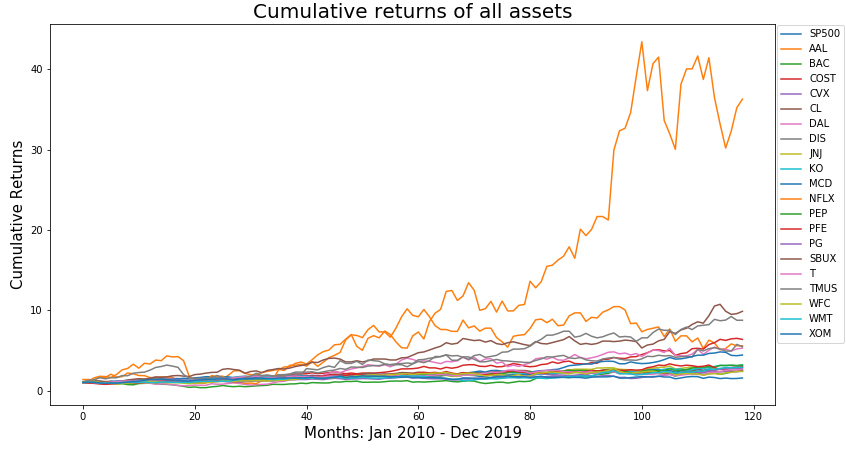 Cumulative returns of all assets
Cumulative Returns
40
30
20
10
0
0
20
40
60
80
100
120
Months: Jan 2010 - Dec 2019
SP500
AAL
BAC
COST
CVX
CL
DAL
DIS
JNJ
KO
MCD
NFLX
PEP
PFE
PG
SBUX
T
TMUS
WFC
WMT
XOM